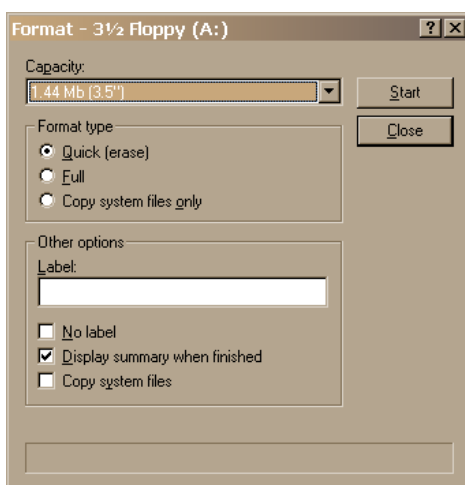 Format - 3½ Floppy (A:)
Capacity:
1.44 Mb (3.5")
Start
Format type
Close
Quick (erase)
Full
Copy system files only
Other options
Label:
No label
Display summary when finished
Copy system files